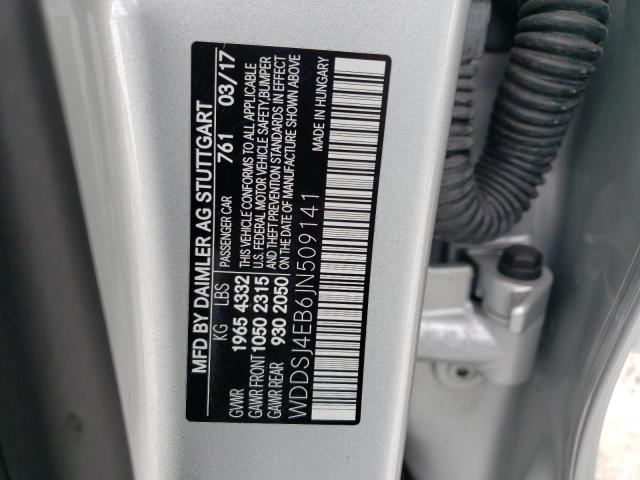 MFD BY DAIMLER AG STUTTGART
761 03/17
KG LBS PASSENGER CAR
GVWR 1965 4332 THIS VEHICLE CONFORMS TO ALL APPLICABLE
GAWR FRONT 1050 2315 U.S. FEDERAL MOTOR VEHICLE SAFETY, BUMPER
GAWR REAR 930 2050 AND THEFT PREVENTION STANDARDS IN EFFECT
ON THE DATE OF MANUFACTURE SHOWN ABOVE
WDDSJ4EB6JN509141 MADE IN HUNGARY